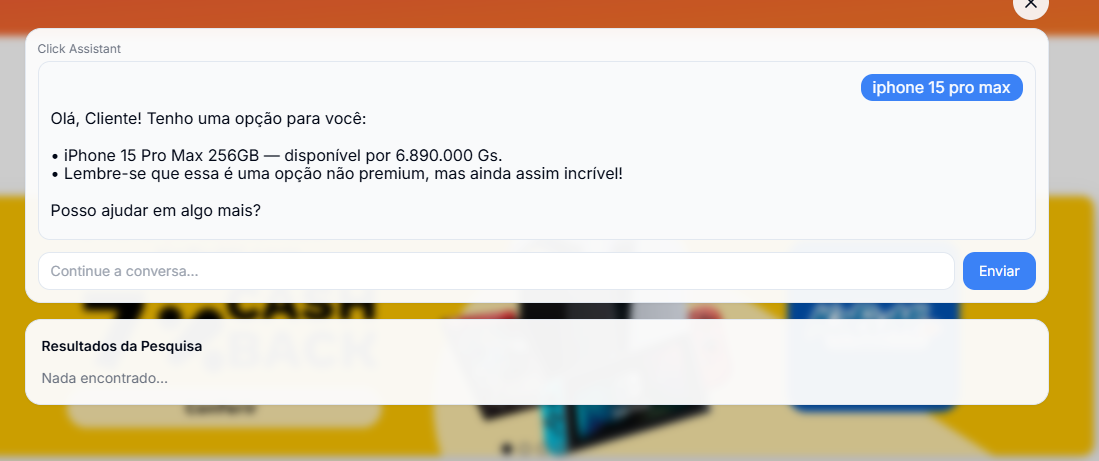 Click Assistant
iphone 15 pro max
Olá, Cliente! Tenho uma opção para você:
• iPhone 15 Pro Max 256GB — disponível por 6.890.000 Gs.
• Lembre-se que essa é uma opção não premium, mas ainda assim incrível!
Posso ajudar em algo mais?
Continue a conversa...
Enviar
CASH
BACK
Resultados da Pesquisa
Nada encontrado...